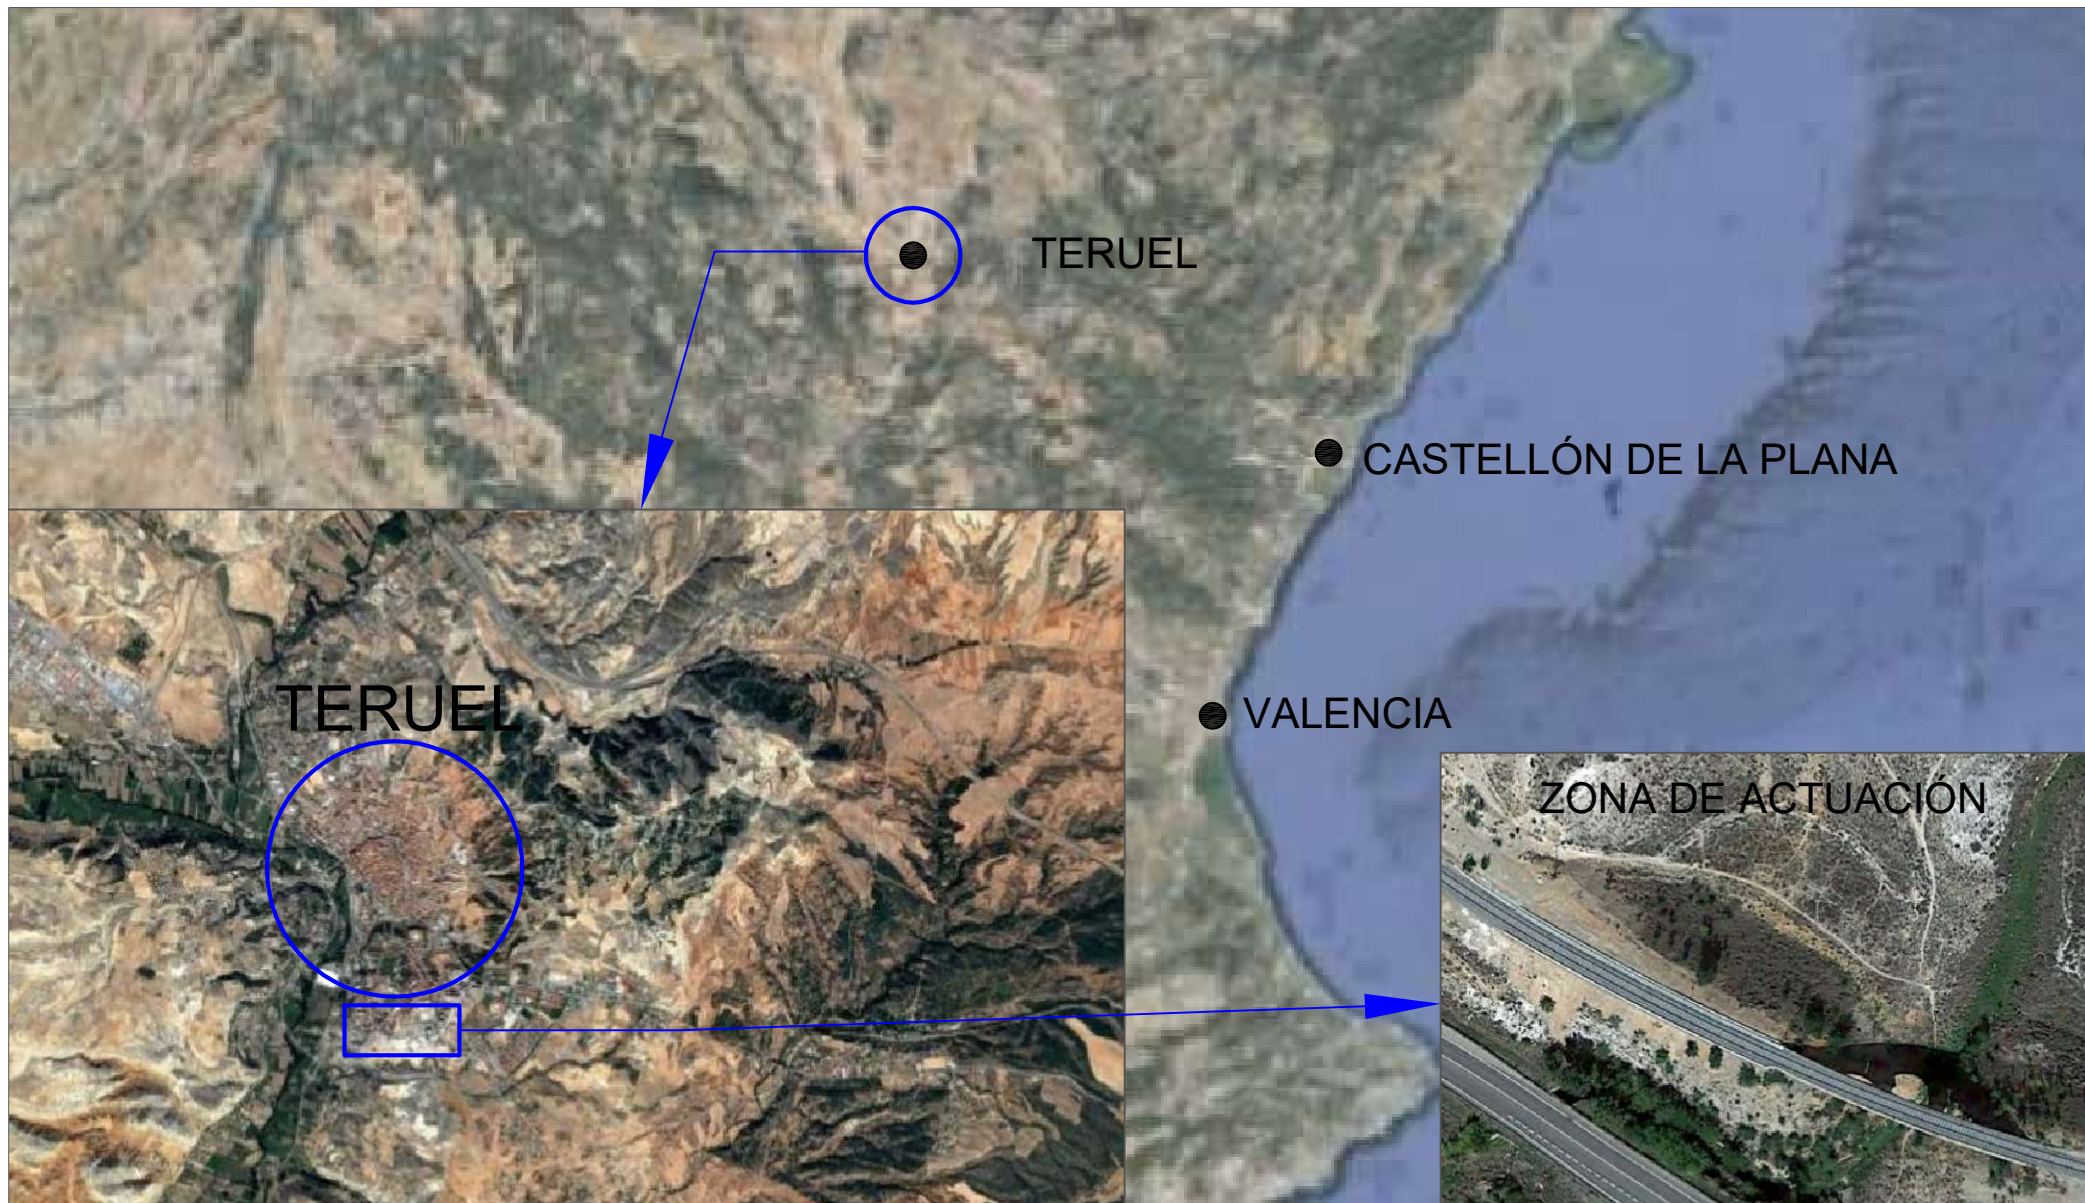 TERUEL
CASTELLÓN DE LA PLANA
TERUEL
VALENCIA
ZONA DE ACTUACIÓN